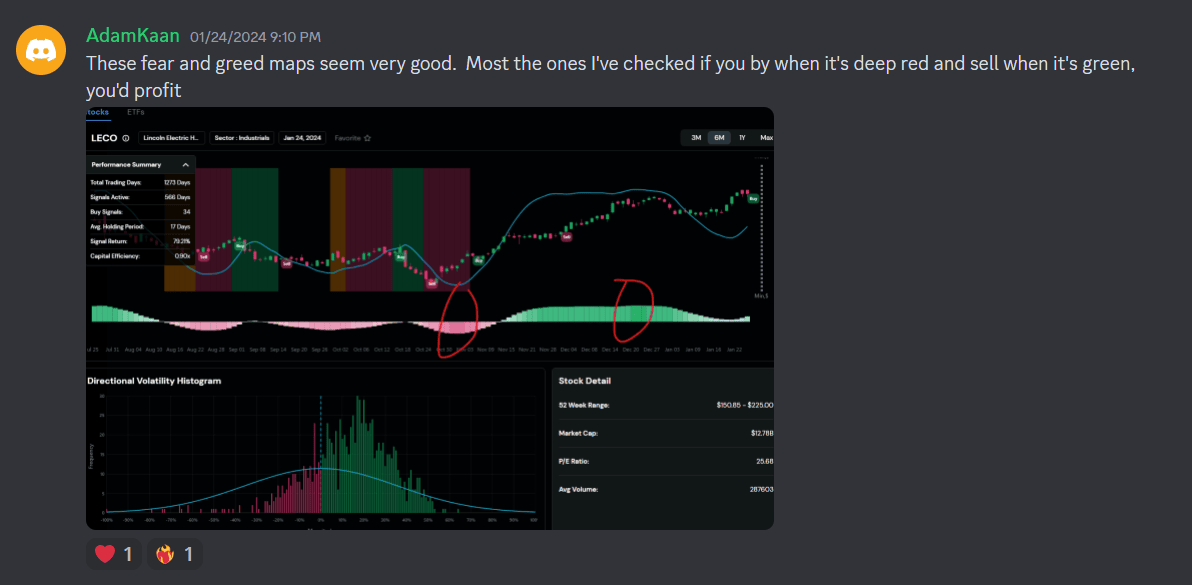 AdamKaan 01/24/2024 9:10 PM
These fear and greed maps seem very good.  Most the ones I've checked if you by when it's deep red and sell when it's green,
you'd profit
tocks ETFs
LECO Lincoln Electric H... Sector : Industrials Jan 24, 2024 Favorite 3M 6M 1Y Max
Performance Summary
Total Trading Days: 1273 Days
Signals Active: 566 Days
Buy Signals: 34
Avg. Holding Period: 17 Days
Signal Return: 79.21%
Capital Efficiency: 0.90x
Sell Buy Sell Buy Sell Buy Sell Buy
Min.$
Jul 25 Jul 31 Aug 04 Aug 10 Aug 16 Aug 22 Aug 28 Sep 01 Sep 08 Sep 14 Sep 20 Sep 26 Oct 02 Oct 06 Oct 12 Oct 18 Oct 24 Nov 09 Nov 15 Nov 21 Nov 28 Dec 04 Dec 08 Dec 14 Dec 20 Dec 27 Jan 03 Jan 09 Jan 16 Jan 22
Directional Volatility Histogram
Frequency
Stock Detail
52 Week Range: $150.85 - $225.00
Market Cap: $12.78B
P/E Ratio: 25.68
Avg Volume: 287603
1 1